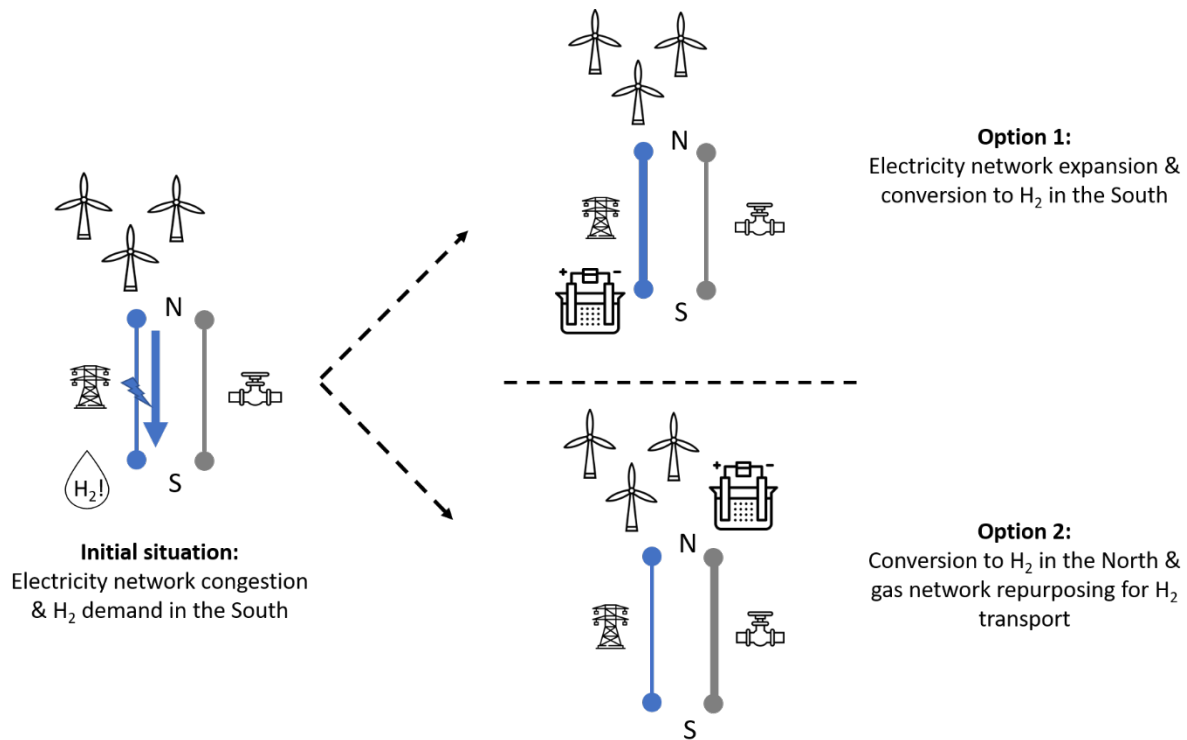 N
S
H₂!
Initial situation:
Electricity network congestion
& H₂ demand in the South
N
+ −
S
Option 1:
Electricity network expansion &
conversion to H₂ in the South
+ −
N
S
Option 2:
Conversion to H₂ in the North &
gas network repurposing for H₂
transport